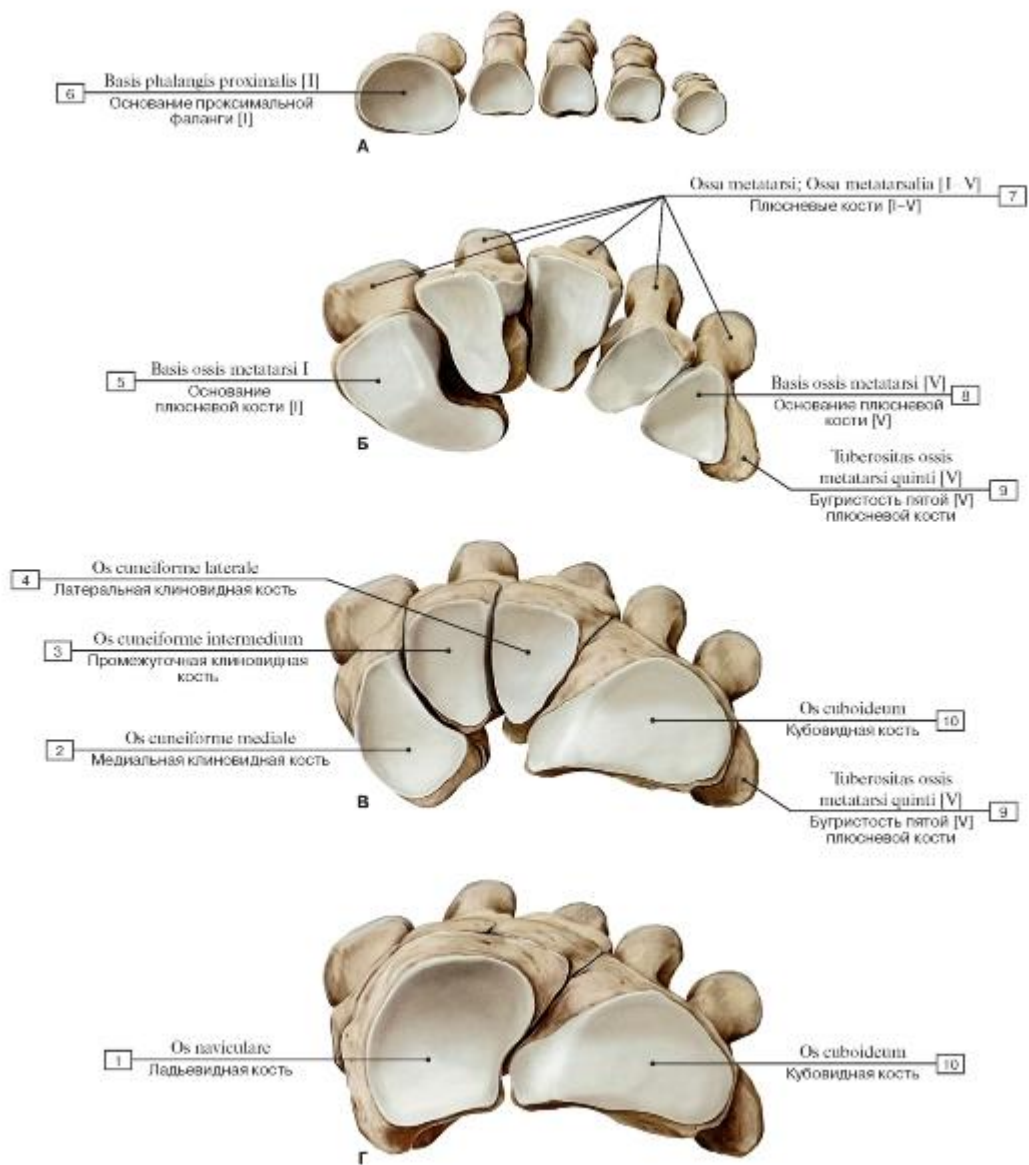 Basis phalangis proximalis [I]
6
Основание проксимальной
фаланги [I]
А
Ossa metatarsi; Ossa metatarsalia [I–V]
7
Плюсневые кости [I–V]
5
Basis ossis metatarsi I
Основание
плюсневой кости [I]
Basis ossis metatarsi [V]
8
Основание плюсневой
кости [V]
Б
Tuberositas ossis
metatarsi quinti [V]
9
Бугристость пятой [V]
плюсневой кости
4
Os cuneiforme laterale
Латеральная клиновидная кость
3
Os cuneiforme intermedium
Промежуточная клиновидная
кость
2
Os cuneiforme mediale
Медиальная клиновидная кость
Os cuboideum
10
Кубовидная кость
В
Tuberositas ossis
metatarsi quinti [V]
9
Бугристость пятой [V]
плюсневой кости
1
Os naviculare
Ладьевидная кость
Os cuboideum
10
Кубовидная кость
Г